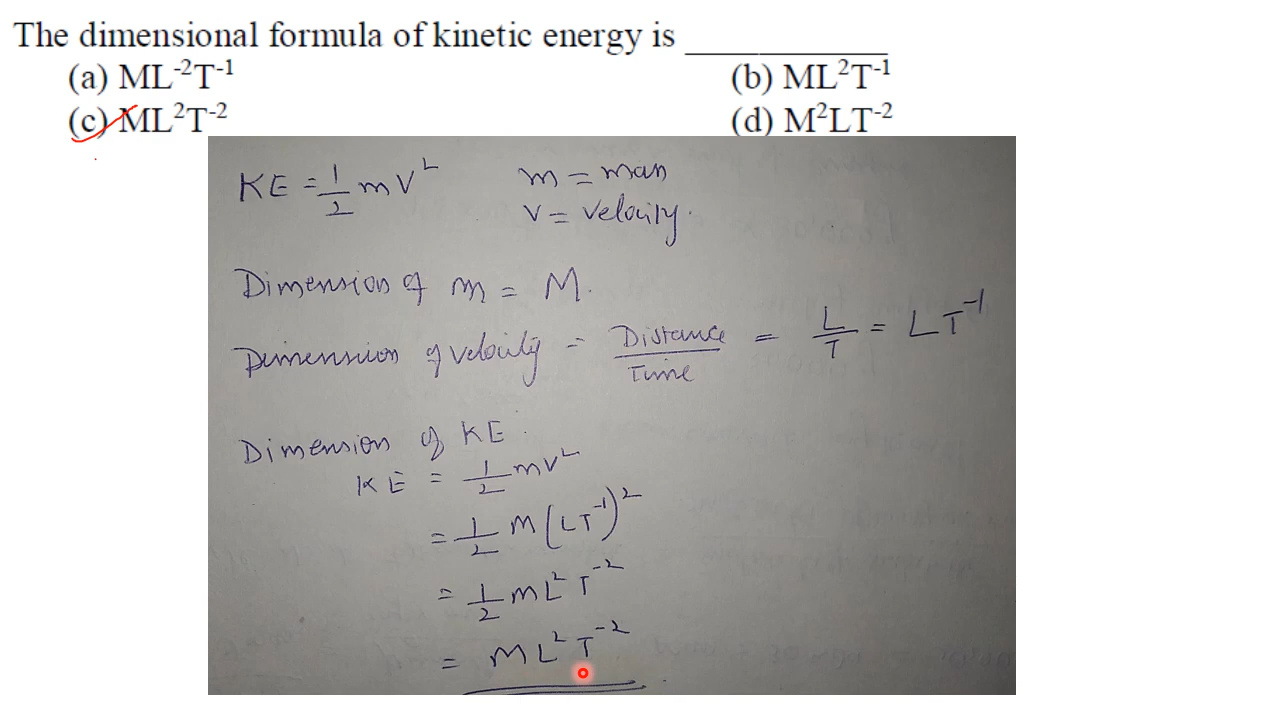 The dimensional formula of kinetic energy is ____________
(a) ML⁻²T⁻¹ (b) ML²T⁻¹
(c) ML²T⁻² (d) M²LT⁻²
KE = 1/2 mV² m = man
V = Velocity.
Dimension of m = M.
Dimension of velocity = Distance/Time = L/T = LT⁻¹
Dimension of KE.
KE = 1/2 mv²
= 1/2 M(LT⁻¹)²
= 1/2 ML²T⁻²
= ML²T⁻²